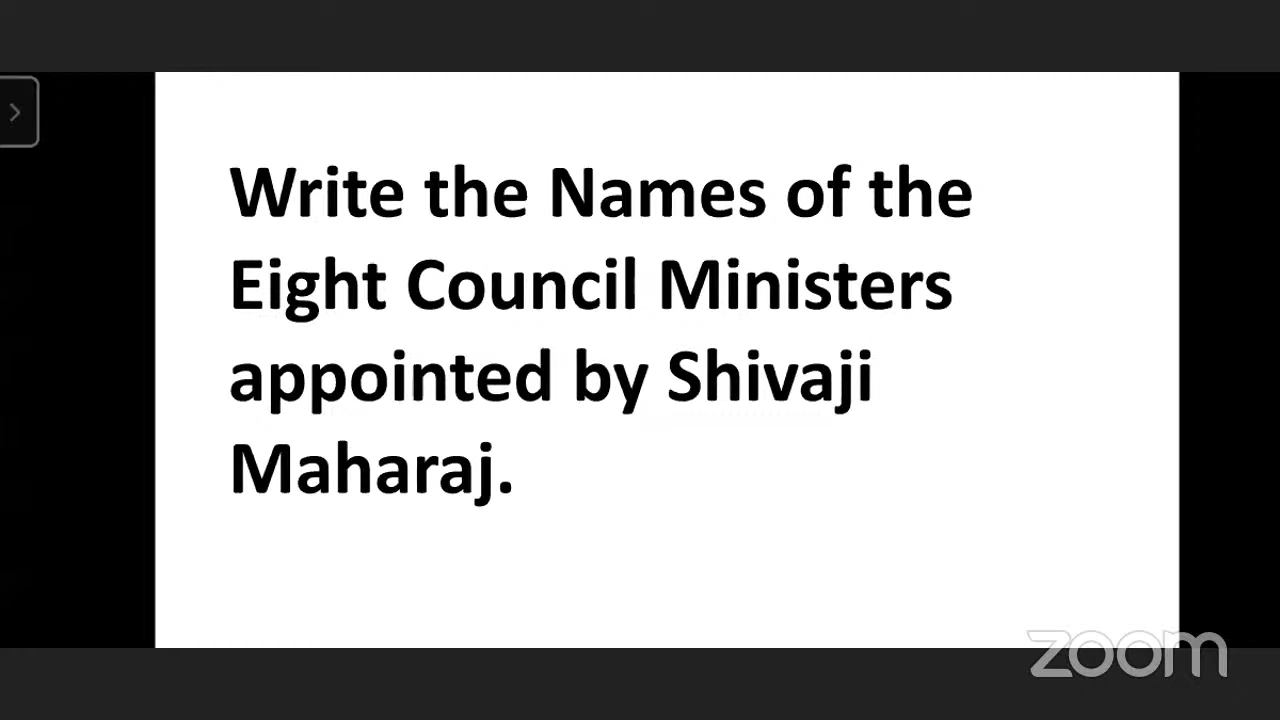 Write the Names of the
Eight Council Ministers
appointed by Shivaji
Maharaj.
zoom